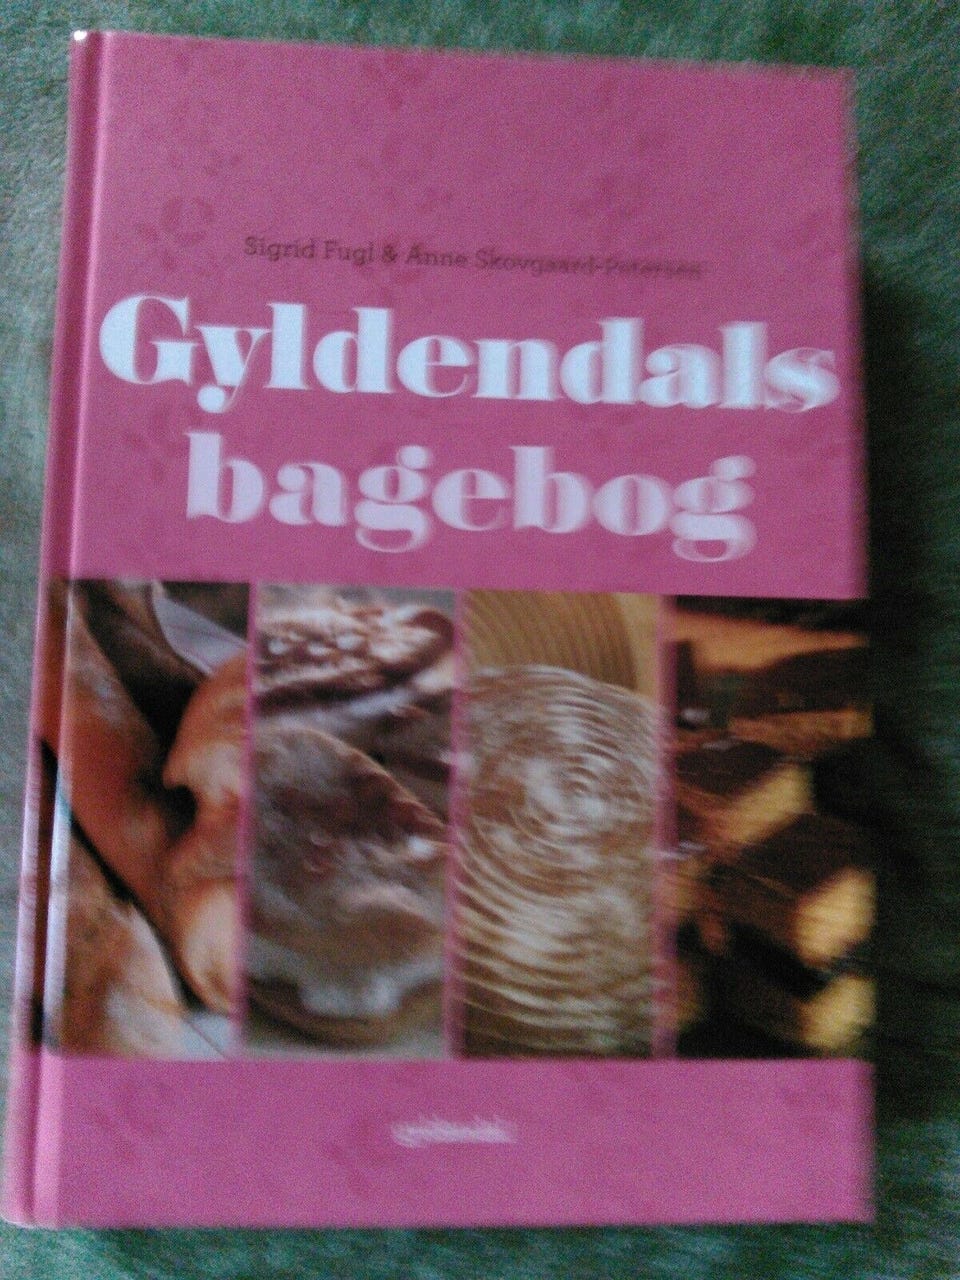 Sigrid Fugl & Anne Skovgaard-Petersen
Gyldendals
bagebog
gyldendal